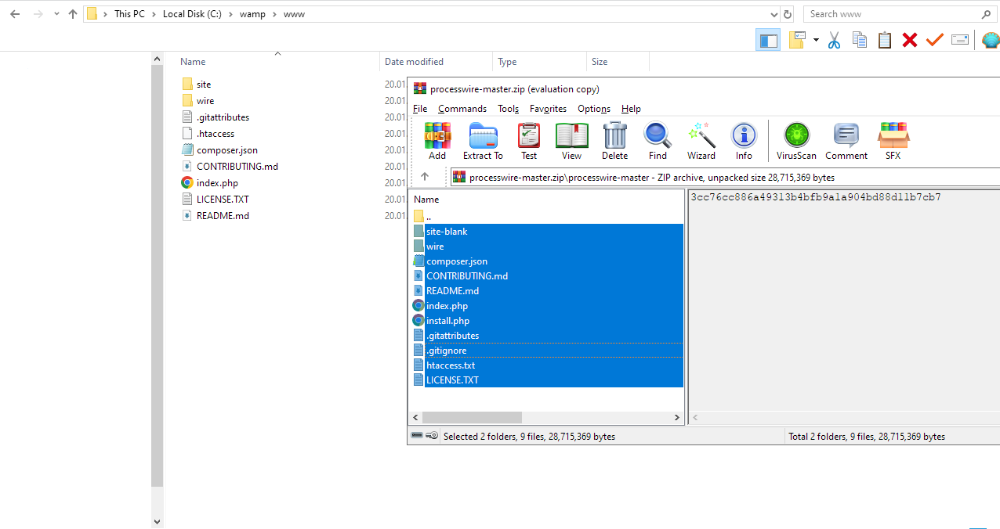 This PC > Local Disk (C:) > wamp > www
Search www
Name
Date modified
Type
Size
site
wire
.gitattributes
.htaccess
composer.json
CONTRIBUTING.md
index.php
LICENSE.TXT
README.md
20.01
20.01
20.01
20.01
20.01
20.01
20.01
20.01
20.01
processwire-master.zip (evaluation copy)
File Commands Tools Favorites Options Help
Add Extract To Test View Delete Find Wizard Info VirusScan Comment SFX
processwire-master.zip\processwire-master - ZIP archive, unpacked size 28,715,369 bytes
Name
..
site-blank
wire
composer.json
CONTRIBUTING.md
README.md
index.php
install.php
.gitattributes
.gitignore
htaccess.txt
LICENSE.TXT
3cc76cc886a49313b4bfb9a1a904bd88d11b7cb7
Selected 2 folders, 9 files, 28,715,369 bytes
Total 2 folders, 9 files, 28,715,369 bytes